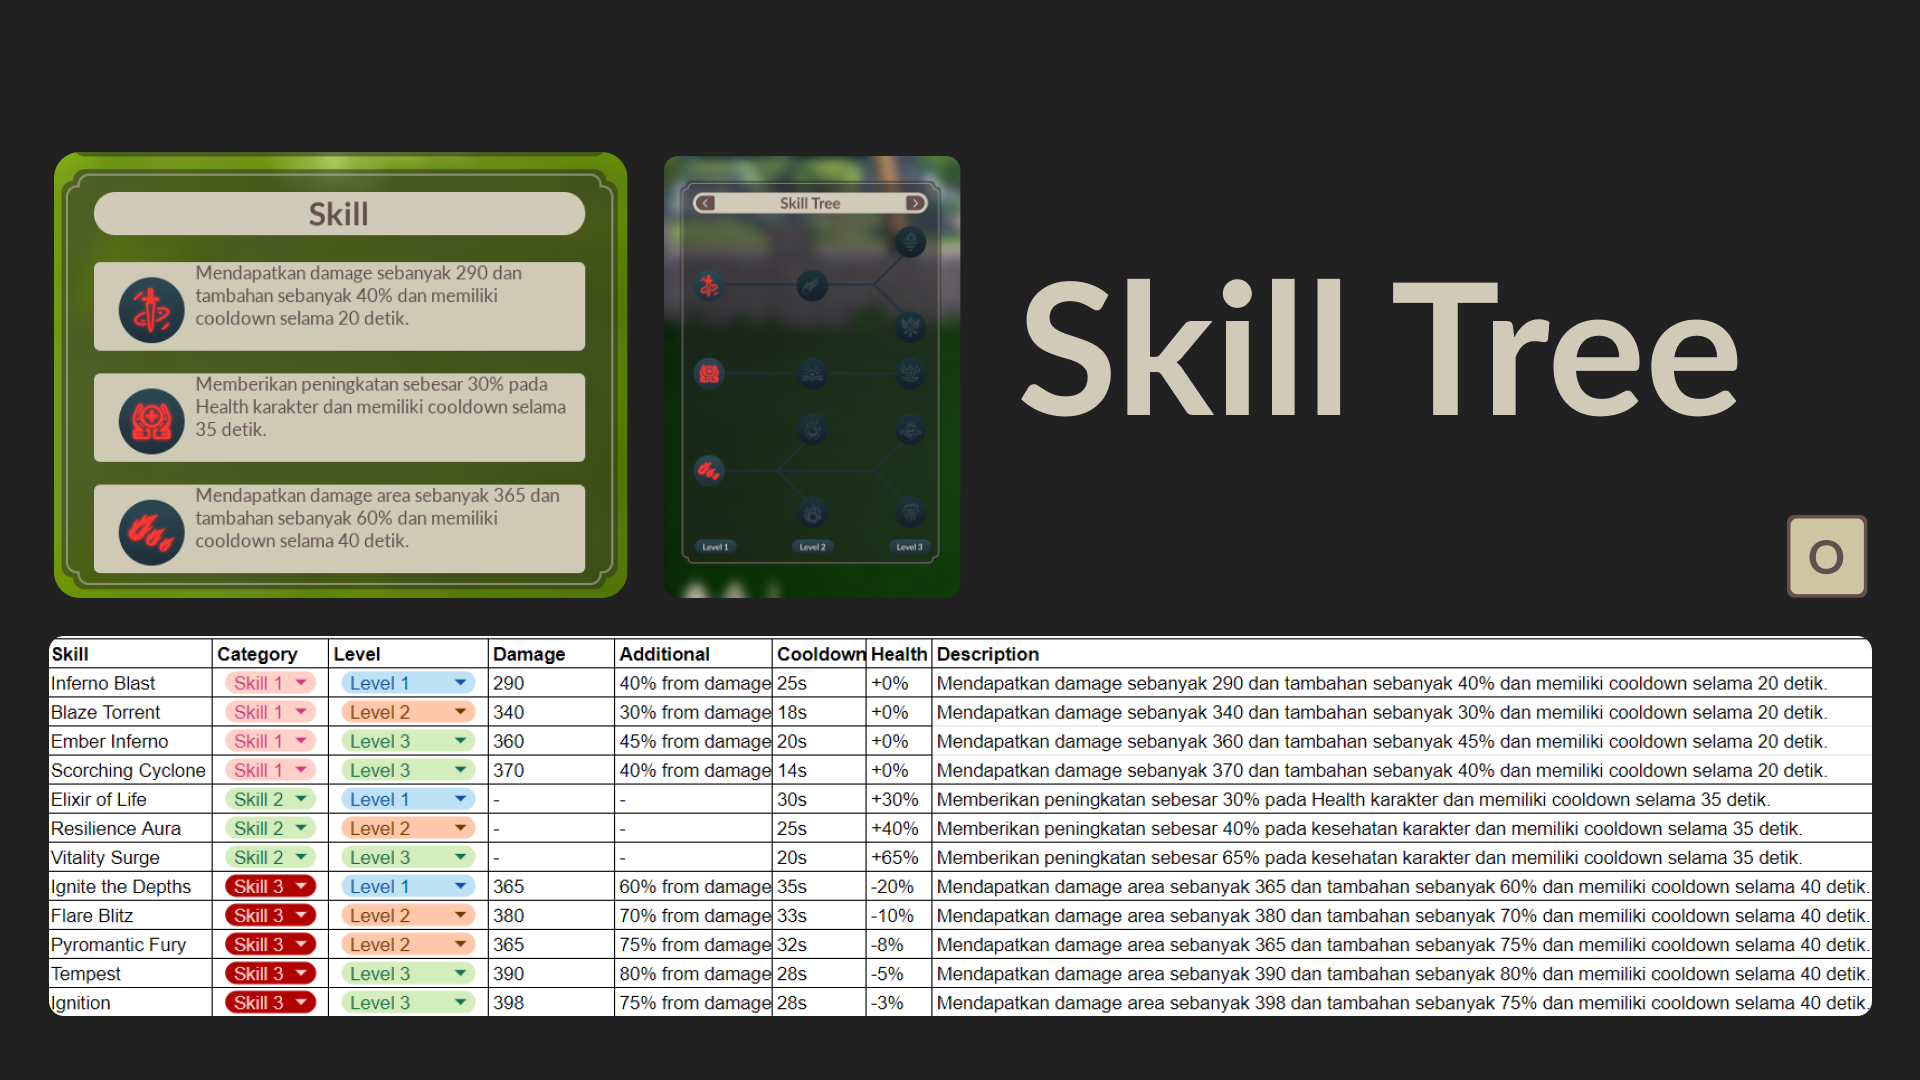 Skill
Mendapatkan damage sebanyak 290 dan
tambahan sebanyak 40% dan memiliki
cooldown selama 20 detik.
Memberikan peningkatan sebesar 30% pada
Health karakter dan memiliki cooldown selama
35 detik.
Mendapatkan damage area sebanyak 365 dan
tambahan sebanyak 60% dan memiliki
cooldown selama 40 detik.
Skill Tree
Level 1 Level 2 Level 3
Skill Tree
O
Skill Category Level Damage Additional Cooldown Health Description
Inferno Blast Skill 1 Level 1 290 40% from damage 25s +0% Mendapatkan damage sebanyak 290 dan tambahan sebanyak 40% dan memiliki cooldown selama 20 detik.
Blaze Torrent Skill 1 Level 2 340 30% from damage 18s +0% Mendapatkan damage sebanyak 340 dan tambahan sebanyak 30% dan memiliki cooldown selama 20 detik.
Ember Inferno Skill 1 Level 3 360 45% from damage 20s +0% Mendapatkan damage sebanyak 360 dan tambahan sebanyak 45% dan memiliki cooldown selama 20 detik.
Scorching Cyclone Skill 1 Level 3 370 40% from damage 14s +0% Mendapatkan damage sebanyak 370 dan tambahan sebanyak 40% dan memiliki cooldown selama 20 detik.
Elixir of Life Skill 2 Level 1 - - 30s +30% Memberikan peningkatan sebesar 30% pada Health karakter dan memiliki cooldown selama 35 detik.
Resilience Aura Skill 2 Level 2 - - 25s +40% Memberikan peningkatan sebesar 40% pada kesehatan karakter dan memiliki cooldown selama 35 detik.
Vitality Surge Skill 2 Level 3 - - 20s +65% Memberikan peningkatan sebesar 65% pada kesehatan karakter dan memiliki cooldown selama 35 detik.
Ignite the Depths Skill 3 Level 1 365 60% from damage 35s -20% Mendapatkan damage area sebanyak 365 dan tambahan sebanyak 60% dan memiliki cooldown selama 40 detik.
Flare Blitz Skill 3 Level 2 380 70% from damage 33s -10% Mendapatkan damage area sebanyak 380 dan tambahan sebanyak 70% dan memiliki cooldown selama 40 detik.
Pyromantic Fury Skill 3 Level 2 365 75% from damage 32s -8% Mendapatkan damage area sebanyak 365 dan tambahan sebanyak 75% dan memiliki cooldown selama 40 detik.
Tempest Skill 3 Level 3 390 80% from damage 28s -5% Mendapatkan damage area sebanyak 390 dan tambahan sebanyak 80% dan memiliki cooldown selama 40 detik.
Ignition Skill 3 Level 3 398 75% from damage 28s -3% Mendapatkan damage area sebanyak 398 dan tambahan sebanyak 75% dan memiliki cooldown selama 40 detik.